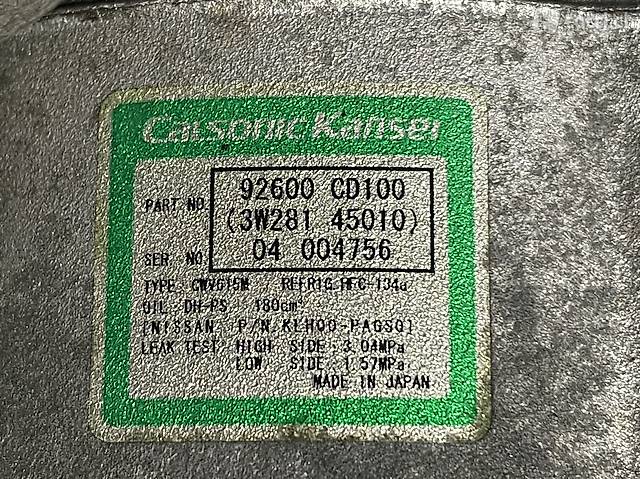 Calsonic Kansei
PART NO. 92600 CD100
(3W281 45010)
SER NO. 04 004756
TYPE CWV615M REFRIG.HFC-134a
OIL: DH-PS 180cm³
[NISSAN P/N.KLH00-PAGS0]
LEAK TEST: HIGH SIDE:3.04MPa
LOW SIDE:1.57MPa
MADE IN JAPAN